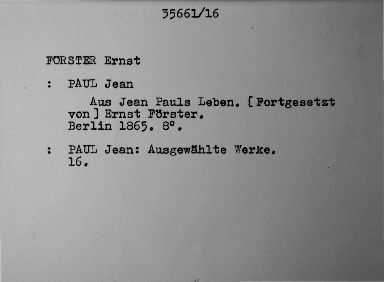 35661/16
FÖRSTER Ernst
: PAUL Jean
Aus Jean Pauls Leben. [Fortgesetzt
von] Ernst Förster.
Berlin 1865. 8°.
: PAUL Jean: Ausgewählte Werke.
16.